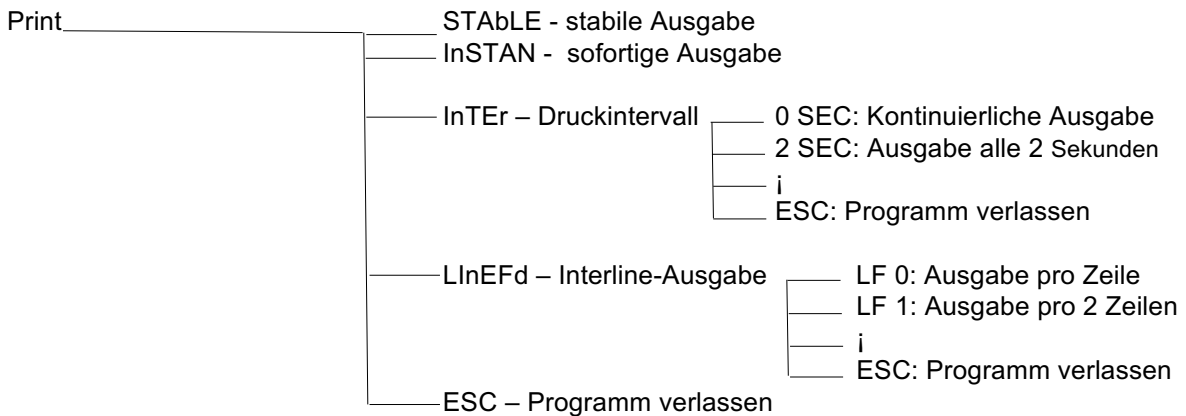 Print
STAbLE - stabile Ausgabe
InSTAN - sofortige Ausgabe
InTEr – Druckintervall
0 SEC: Kontinuierliche Ausgabe
2 SEC: Ausgabe alle 2 Sekunden
¡
ESC: Programm verlassen
LInEFd – Interline-Ausgabe
LF 0: Ausgabe pro Zeile
LF 1: Ausgabe pro 2 Zeilen
¡
ESC: Programm verlassen
ESC – Programm verlassen